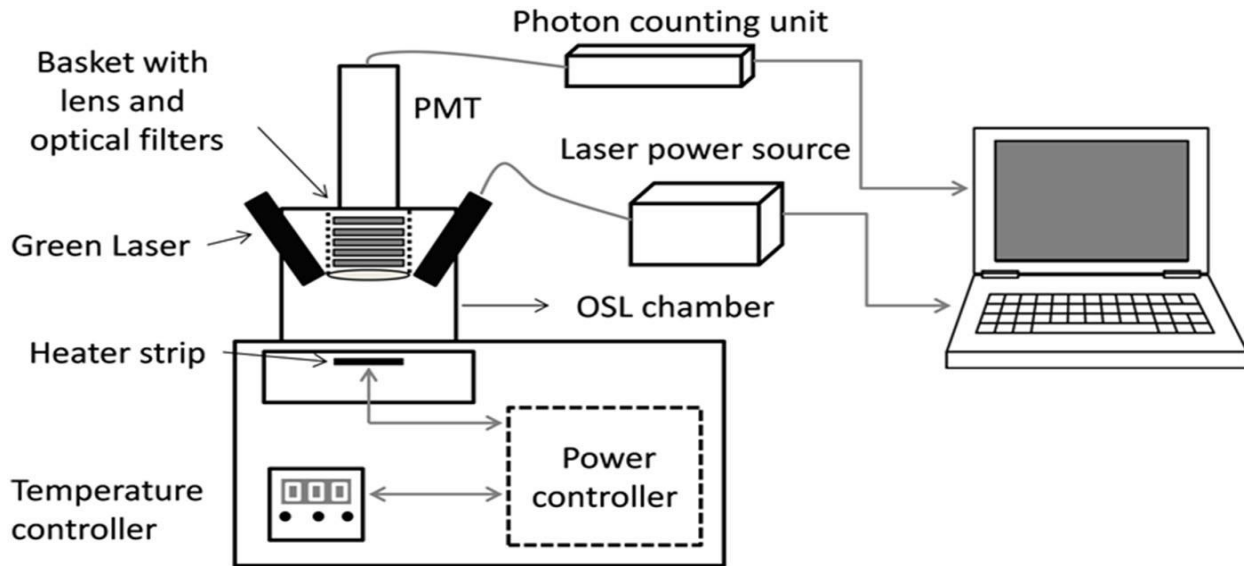 Photon counting unit
Basket with
lens and
optical filters
PMT
Laser power source
Green Laser
OSL chamber
Heater strip
Power
controller
000
Temperature
controller